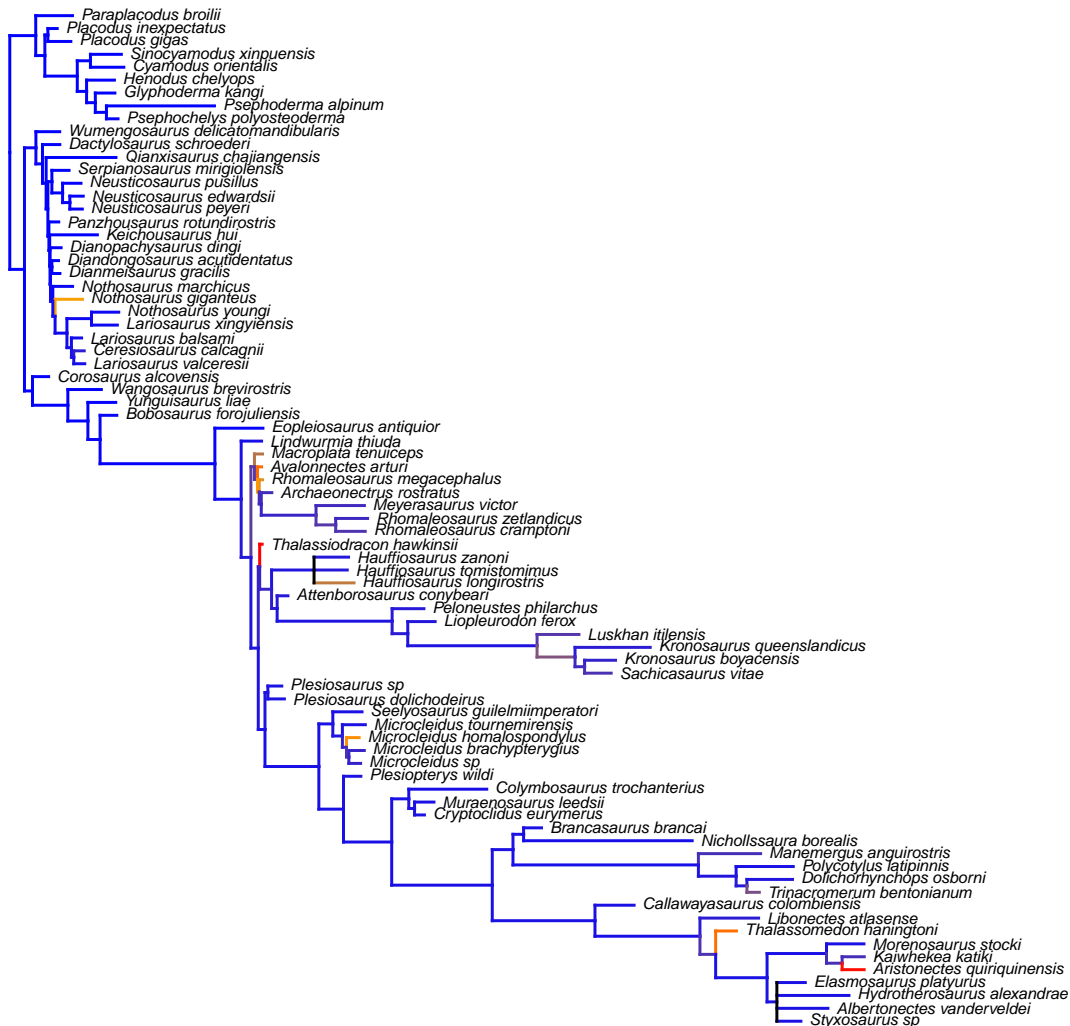 Paraplacodus broilii
Placodus inexpectatus
Placodus gigas
Sinocyamodus xinpuensis
Cyamodus orientalis
Henodus chelyops
Glyphoderma kangi
Psephoderma alpinum
Psephochelys polyosteoderma
Wumengosaurus delicatomandibularis
Dactylosaurus schroederi
Qianxisaurus chajiangensis
Serpianosaurus mirigiolensis
Neusticosaurus pusillus
Neusticosaurus edwardsii
Neusticosaurus peyeri
Panzhousaurus rotundirostris
Keichousaurus hui
Dianopachysaurus dingi
Diandongosaurus acutidentatus
Dianmeisaurus gracilis
Nothosaurus marchicus
Nothosaurus giganteus
Nothosaurus youngi
Lariosaurus xingyiensis
Lariosaurus balsami
Ceresiosaurus calcagnii
Lariosaurus valceresii
Corosaurus alcovensis
Wangosaurus brevirostris
Yunguisaurus liae
Bobosaurus forojuliensis
Eopleiosaurus antiquior
Lindwurmia thiuda
Macroplata tenuiceps
Avalonnectes arturi
Rhomaleosaurus megacephalus
Archaeonectrus rostratus
Meyerasaurus victor
Rhomaleosaurus zetlandicus
Rhomaleosaurus cramptoni
Thalassiodracon hawkinsii
Hauffiosaurus zanoni
Hauffiosaurus tomistomimus
Hauffiosaurus longirostris
Attenborosaurus conybeari
Peloneustes philarchus
Liopleurodon ferox
Luskhan itilensis
Kronosaurus queenslandicus
Kronosaurus boyacensis
Sachicasaurus vitae
Plesiosaurus sp
Plesiosaurus dolichodeirus
Seelyosaurus guilelmiimperatori
Microcleidus tournemirensis
Microcleidus homalospondylus
Microcleidus brachypterygius
Microcleidus sp
Plesiopterys wildi
Colymbosaurus trochanterius
Muraenosaurus leedsii
Cryptoclidus eurymerus
Brancasaurus brancai
Nichollssaura borealis
Manemergus anguirostris
Polycotylus latipinnis
Dolichorhynchops osborni
Trinacromerum bentonianum
Callawayasaurus colombiensis
Libonectes atlasense
Thalassomedon haningtoni
Morenosaurus stocki
Kaiwhekea katiki
Aristonectes quiriquinensis
Elasmosaurus platyurus
Hydrotherosaurus alexandrae
Albertonectes vanderveldei
Styxosaurus sp